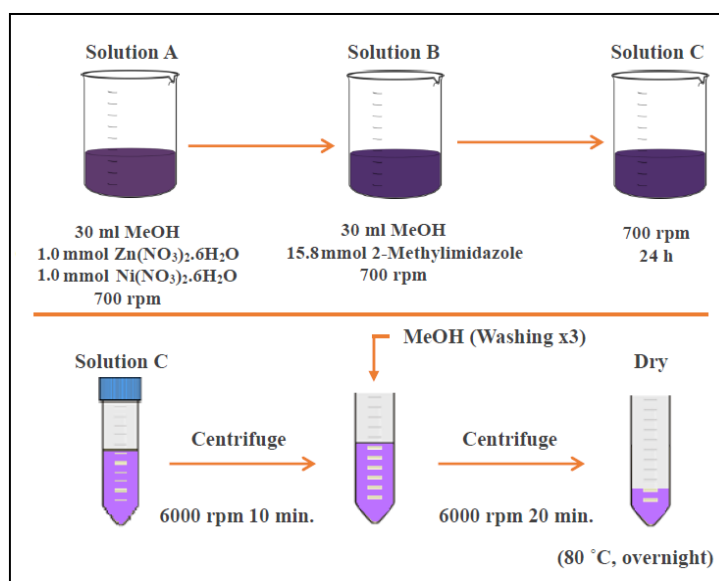 Solution A
Solution B
Solution C
30 ml MeOH
1.0 mmol Zn(NO3)2.6H2O
1.0 mmol Ni(NO3)2.6H2O
700 rpm
30 ml MeOH
15.8mmol 2-Methylimidazole
700 rpm
700 rpm
24 h
MeOH (Washing x3)
Solution C
Dry
Centrifuge
Centrifuge
6000 rpm 10 min.
6000 rpm 20 min.
(80 ˚C, overnight)